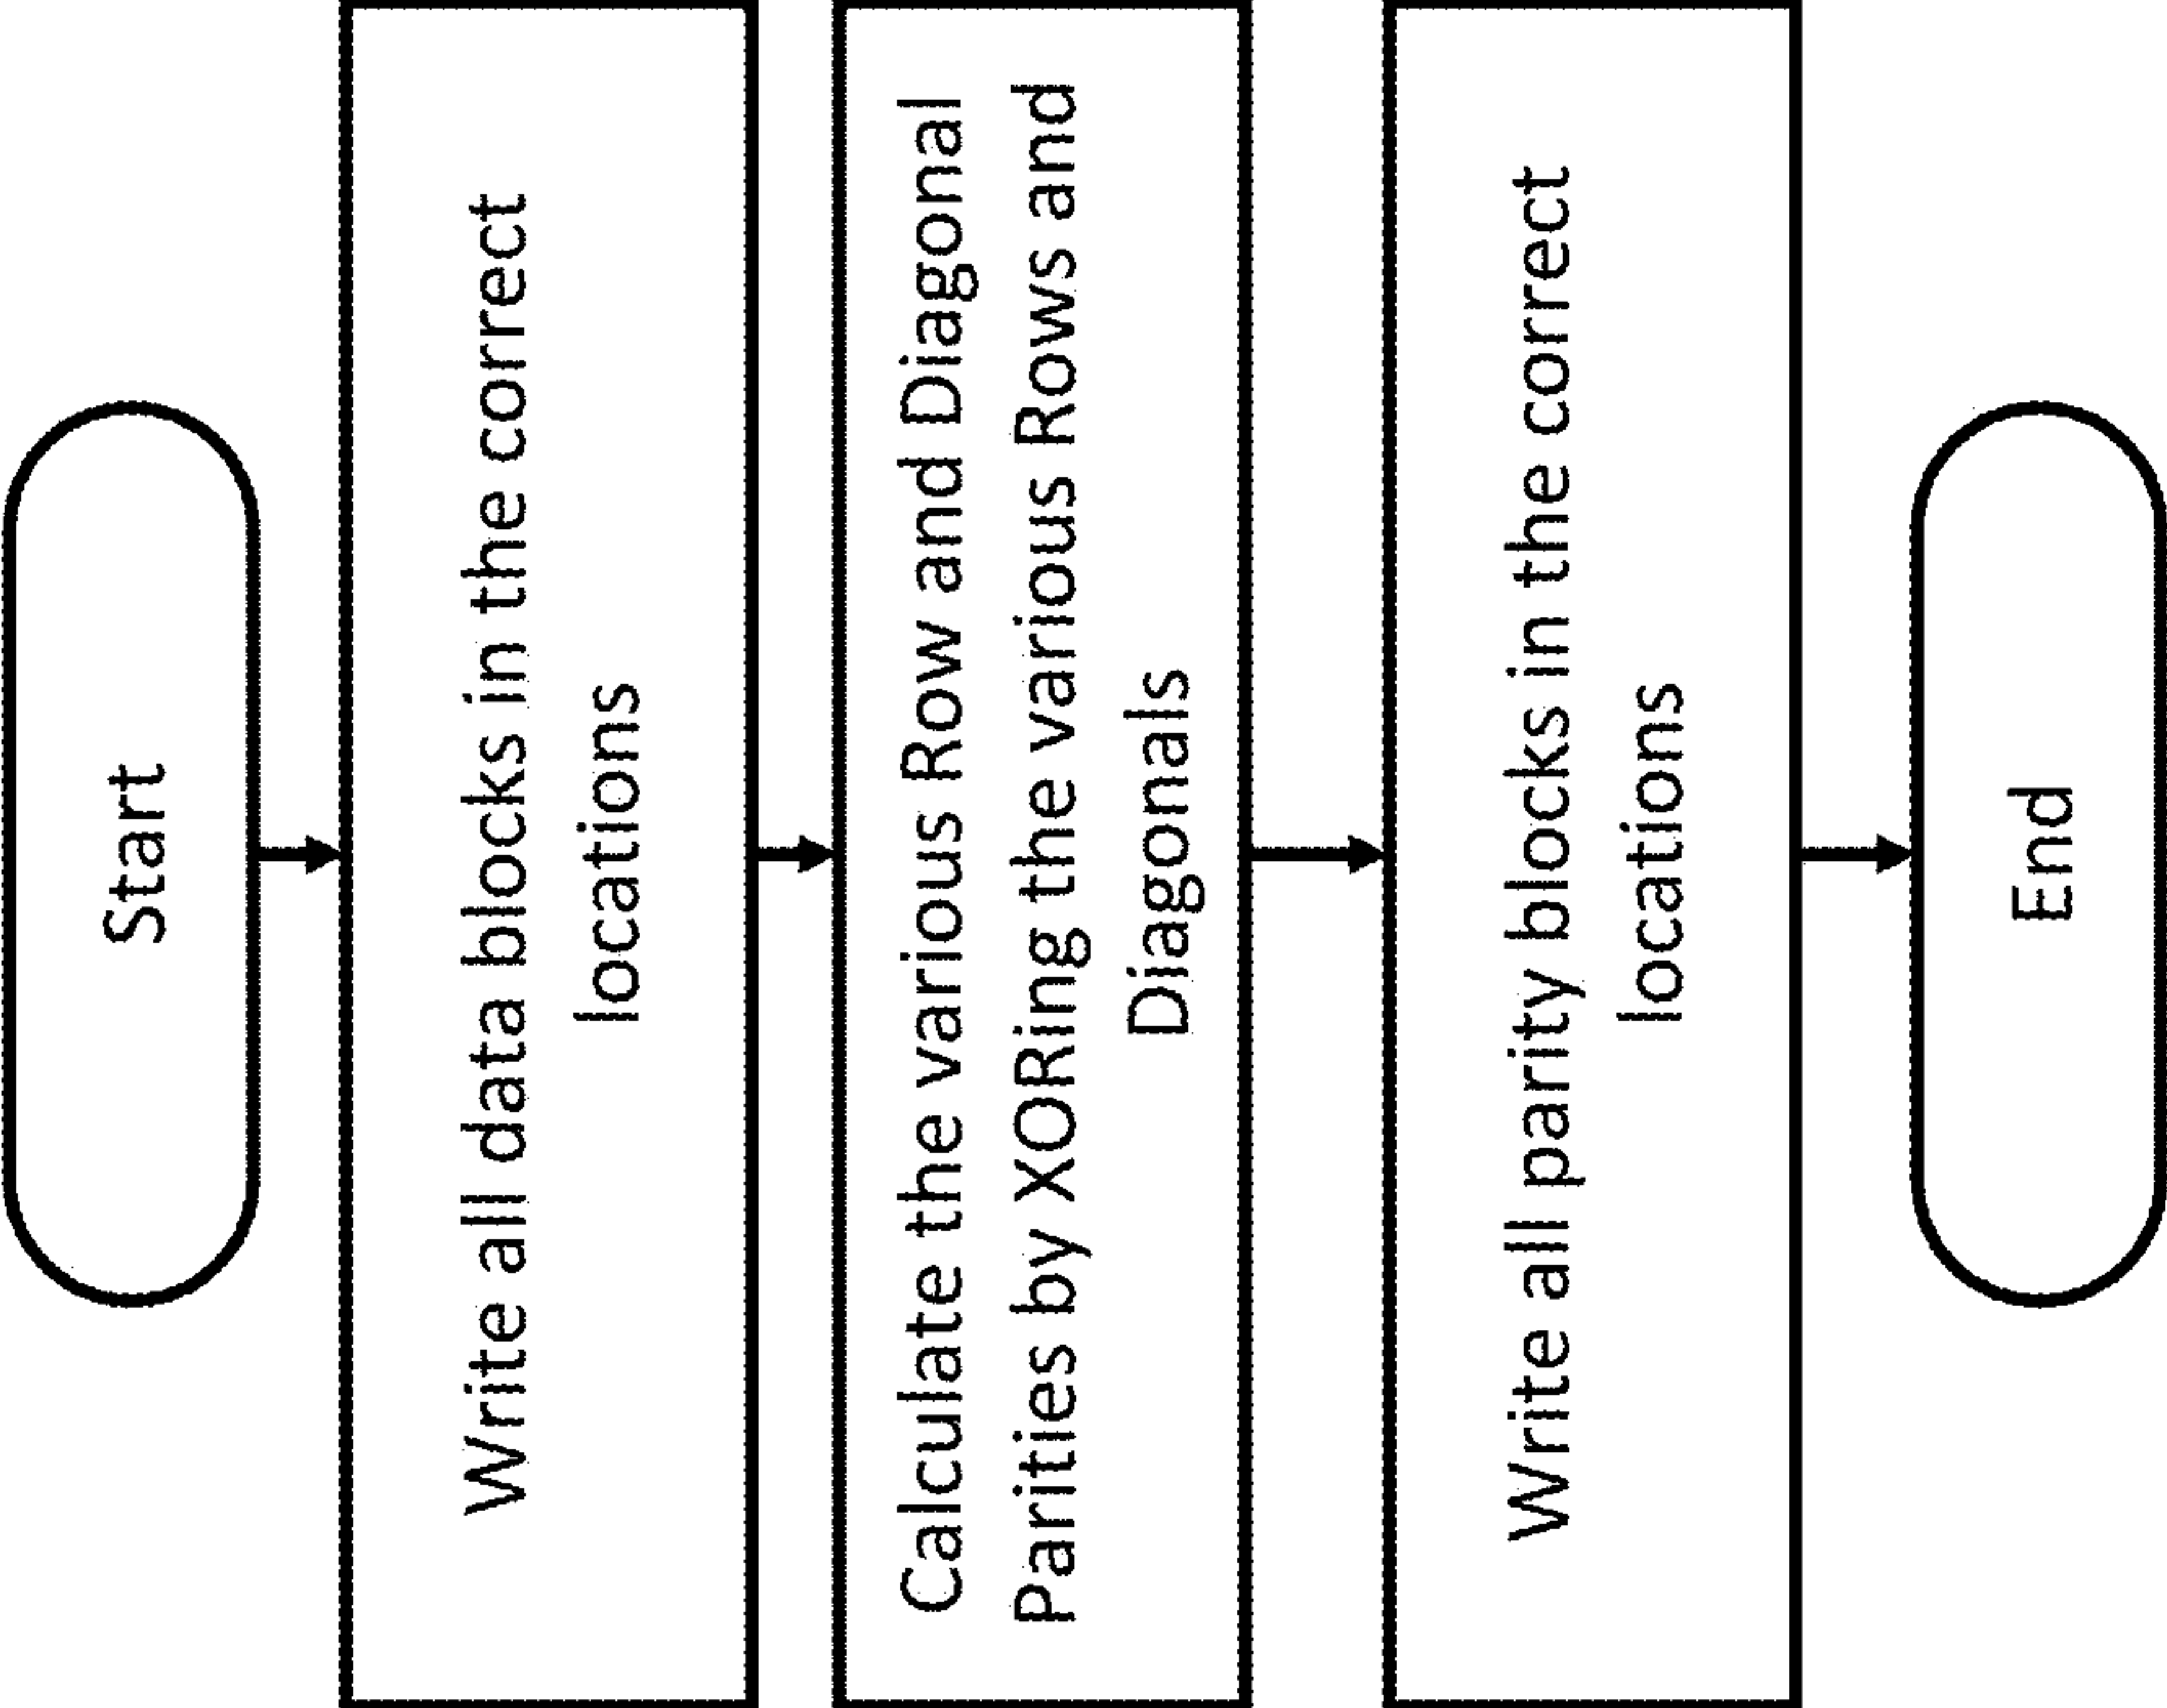 Start
Write all data blocks in the correct
locations
Calculate the various Row and Diagonal
Parities by XORing the various Rows and
Diagonals
Write all parity blocks in the correct
locations
End